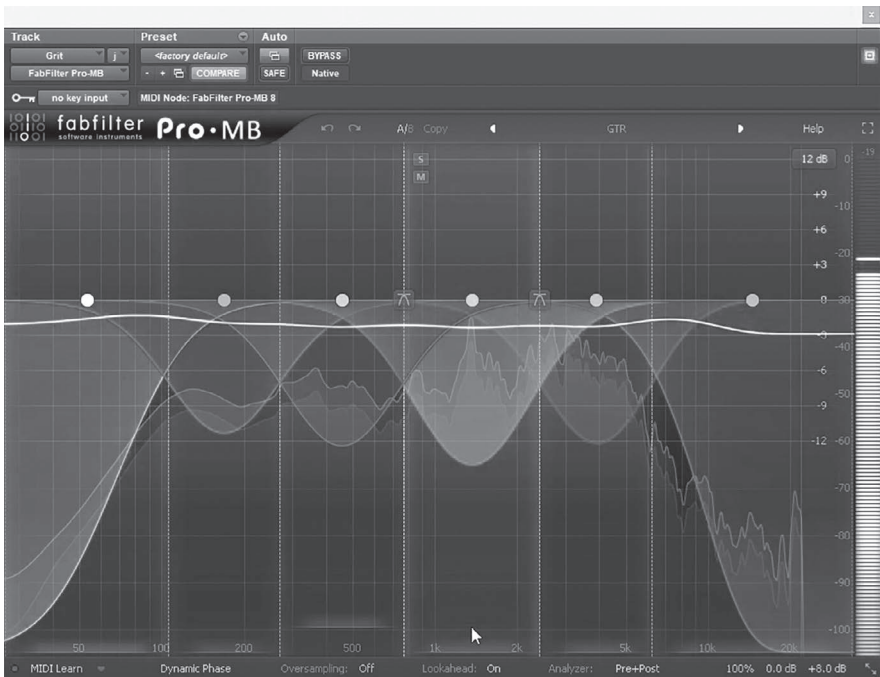 Track Preset Auto
Grit j <factory default> BYPASS
FabFilter Pro-MB - + COMPARE SAFE Native
no key input MIDI Node: FabFilter Pro-MB 8
fabfilter Pro·MB A/B Copy GTR Help
software instruments
S 12 dB 0 -19
M
+9
-10
+6
-20
+3
0 -30
-3
-40
-6
-50
-9
-12 -60
-70
-80
-90
-100
50 100 200 500 1k 2k 5k 10k 20k
MIDI Learn Dynamic Phase Oversampling: Off Lookahead: On Analyzer: Pre+Post 100% 0.0 dB +8.0 dB